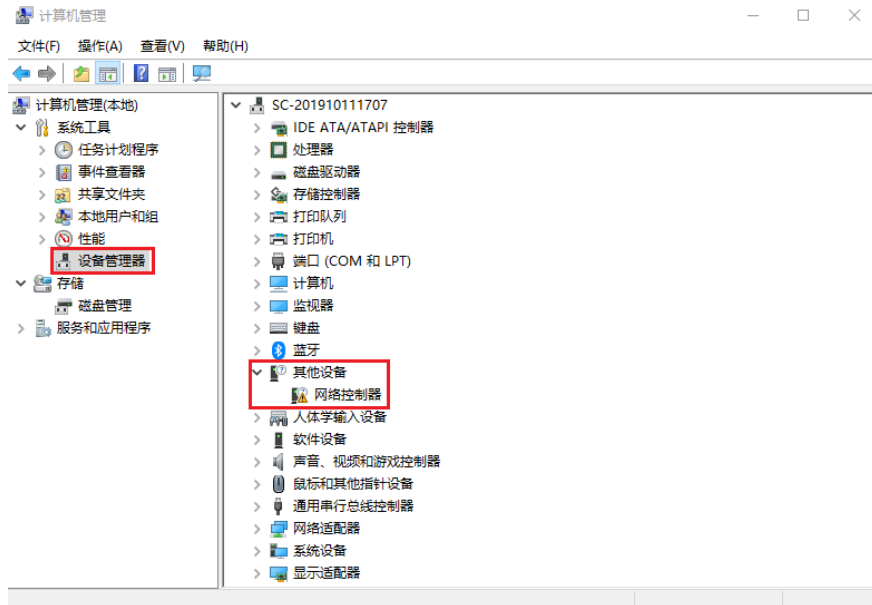 计算机管理
文件(F) 操作(A) 查看(V) 帮助(H)
计算机管理(本地)
系统工具
任务计划程序
事件查看器
共享文件夹
本地用户和组
性能
设备管理器
存储
磁盘管理
服务和应用程序
SC-201910111707
IDE ATA/ATAPI 控制器
处理器
磁盘驱动器
存储控制器
打印队列
打印机
端口 (COM 和 LPT)
计算机
监视器
键盘
蓝牙
其他设备
网络控制器
人体学输入设备
软件设备
声音、视频和游戏控制器
鼠标和其他指针设备
通用串行总线控制器
网络适配器
系统设备
显示适配器